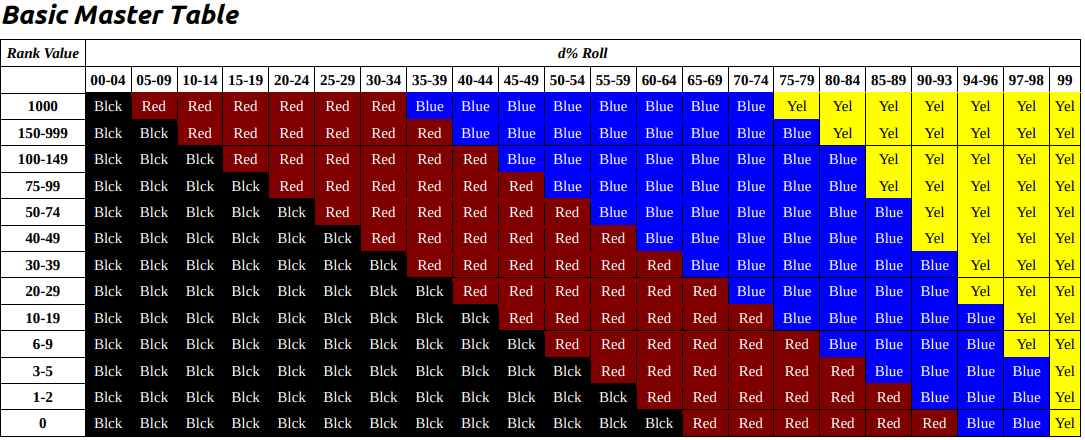 Basic Master Table
Rank Value d% Roll
00-04 05-09 10-14 15-19 20-24 25-29 30-34 35-39 40-44 45-49 50-54 55-59 60-64 65-69 70-74 75-79 80-84 85-89 90-93 94-96 97-98 99
1000 Blck Red Red Red Red Red Red Blue Blue Blue Blue Blue Blue Blue Blue Yel Yel Yel Yel Yel Yel Yel
150-999 Blck Blck Red Red Red Red Red Red Blue Blue Blue Blue Blue Blue Blue Blue Yel Yel Yel Yel Yel Yel
100-149 Blck Blck Blck Red Red Red Red Red Red Blue Blue Blue Blue Blue Blue Blue Blue Yel Yel Yel Yel Yel
75-99 Blck Blck Blck Blck Red Red Red Red Red Red Blue Blue Blue Blue Blue Blue Blue Yel Yel Yel Yel Yel
50-74 Blck Blck Blck Blck Blck Red Red Red Red Red Red Blue Blue Blue Blue Blue Blue Blue Yel Yel Yel Yel
40-49 Blck Blck Blck Blck Blck Blck Red Red Red Red Red Red Blue Blue Blue Blue Blue Blue Yel Yel Yel Yel
30-39 Blck Blck Blck Blck Blck Blck Blck Red Red Red Red Red Red Blue Blue Blue Blue Blue Blue Yel Yel Yel
20-29 Blck Blck Blck Blck Blck Blck Blck Blck Red Red Red Red Red Red Blue Blue Blue Blue Blue Yel Yel Yel
10-19 Blck Blck Blck Blck Blck Blck Blck Blck Blck Red Red Red Red Red Red Blue Blue Blue Blue Blue Yel Yel
6-9 Blck Blck Blck Blck Blck Blck Blck Blck Blck Blck Red Red Red Red Red Red Blue Blue Blue Blue Yel Yel
3-5 Blck Blck Blck Blck Blck Blck Blck Blck Blck Blck Blck Red Red Red Red Red Red Blue Blue Blue Blue Yel
1-2 Blck Blck Blck Blck Blck Blck Blck Blck Blck Blck Blck Blck Red Red Red Red Red Red Blue Blue Blue Yel
0 Blck Blck Blck Blck Blck Blck Blck Blck Blck Blck Blck Blck Blck Red Red Red Red Red Red Blue Blue Yel